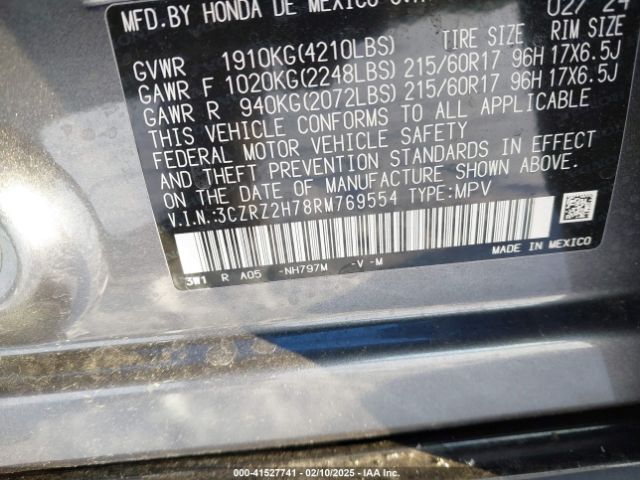 MFD.BY HONDA DE MEXICO 02/24
TIRE SIZE RIM SIZE
GVWR 1910KG(4210LBS)
GAWR F 1020KG(2248LBS) 215/60R17 96H 17X6.5J
GAWR R 940KG(2072LBS) 215/60R17 96H 17X6.5J
THIS VEHICLE CONFORMS TO ALL APPLICABLE
FEDERAL MOTOR VEHICLE SAFETY
AND THEFT PREVENTION STANDARDS IN EFFECT
ON THE DATE OF MANUFACTURE SHOWN ABOVE.
V.I.N:3CZRZ2H78RM769554 TYPE:MPV
3W1 R A05 -NH797M -V -M
MADE IN MEXICO
000-41527741 - 02/10/2025 - IAA Inc.